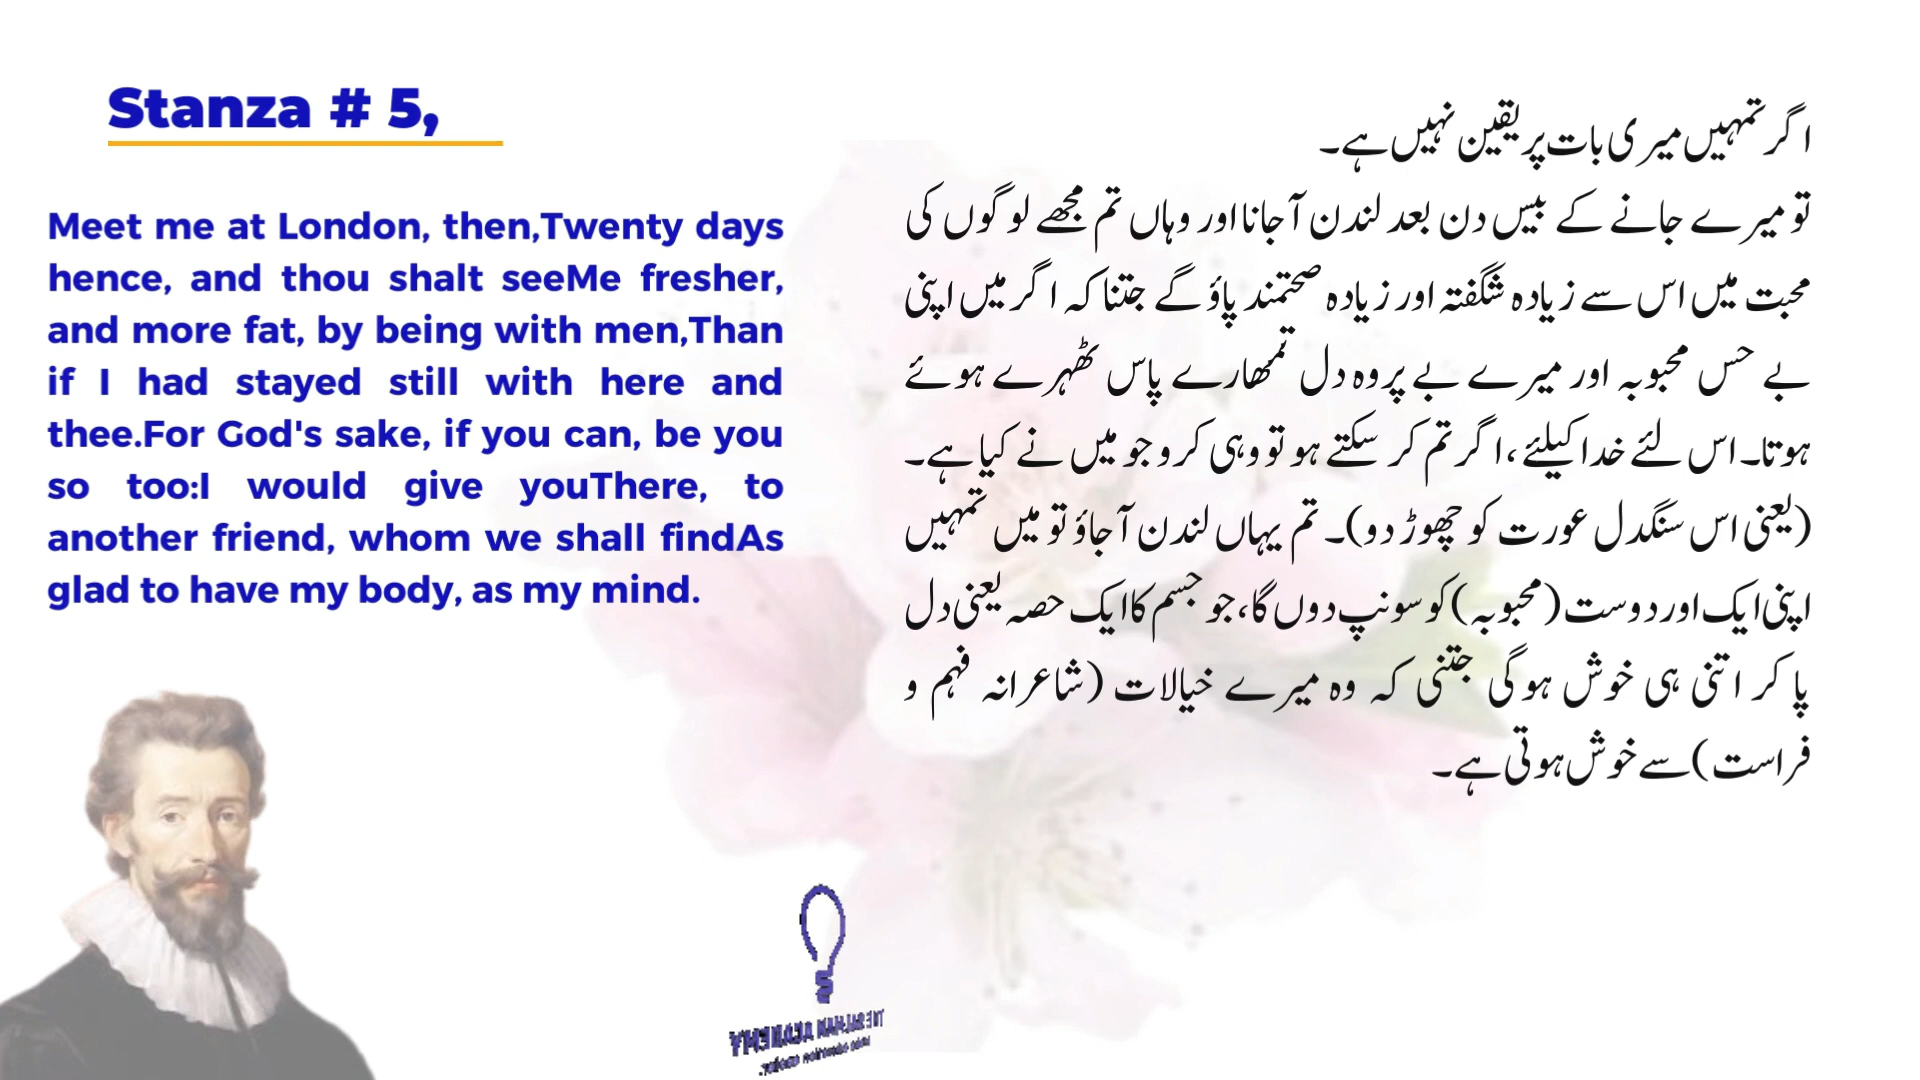 Stanza # 5,
Meet me at London, then,Twenty days
hence, and thou shalt seeMe fresher,
and more fat, by being with men,Than
if I had stayed still with here and
thee.For God's sake, if you can, be you
so too:I would give youThere, to
another friend, whom we shall findAs
glad to have my body, as my mind.
اگر تمہیں میری بات پر یقین نہیں ہے۔
تو میرے جانے کے بیس دن بعد لندن آجانا اور وہاں تم مجھے لوگوں کی
محبت میں اس سے زیادہ شگفتہ اور زیادہ صحتمند پاؤ گے جتنا کہ اگر میں اپنی
بے حس محبوبہ اور میرے بے پروہ دل تمھارے پاس ٹھہرے ہوئے
ہوتا۔ اس لئے خدا کیلئے، اگر تم کر سکتے ہو تو وہی کرو جو میں نے کیا ہے۔
(یعنی اس سنگدل عورت کو چھوڑ دو)۔ تم یہاں لندن آجاؤ تو میں تمہیں
اپنی ایک اور دوست (محبوبہ) کو سونپ دوں گا، جو جسم کا ایک حصہ یعنی دل
پا کر اتنی ہی خوش ہوگی جتنی کہ وہ میرے خیالات (شاعرانہ فہم و
فراست) سے خوش ہوتی ہے۔
THE SALMAN ACADEMY